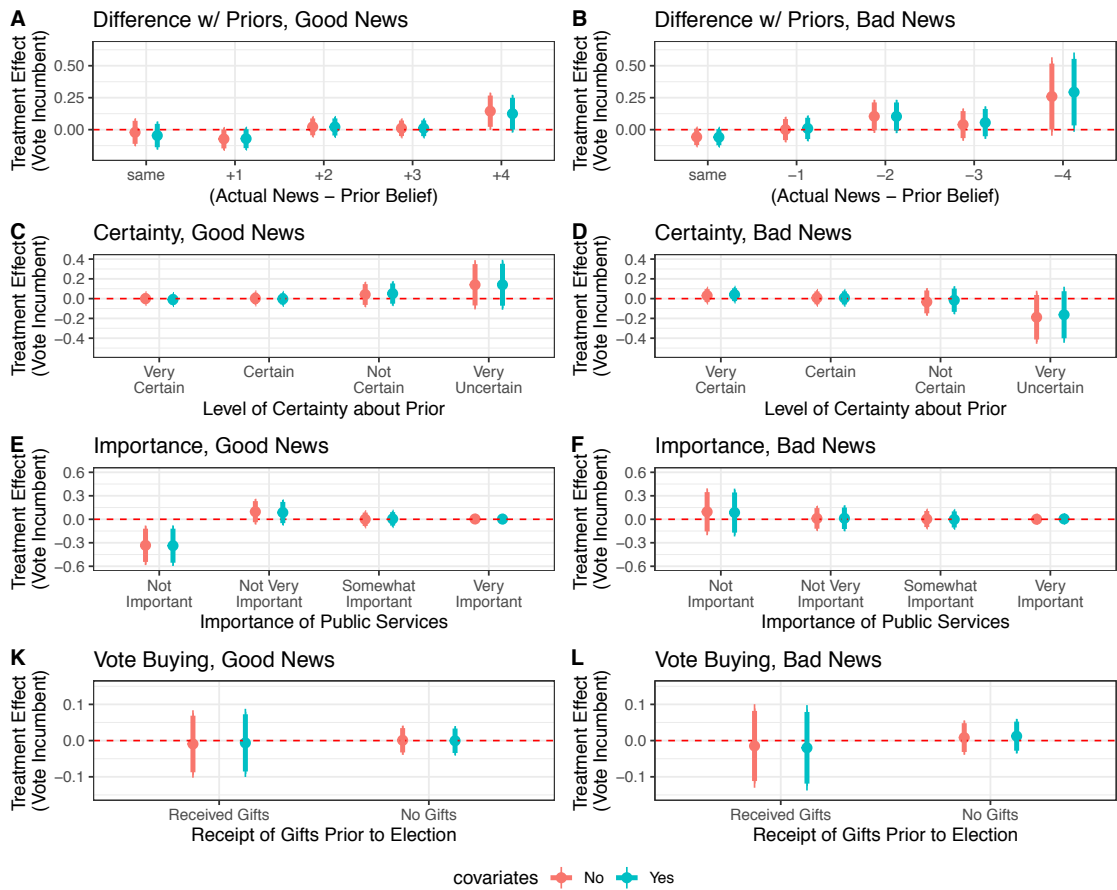 A Difference w/ Priors, Good News
Treatment Effect
(Vote Incumbent)
0.50
0.25
0.00
same +1 +2 +3 +4
(Actual News − Prior Belief)
B Difference w/ Priors, Bad News
Treatment Effect
(Vote Incumbent)
0.50
0.25
0.00
same −1 −2 −3 −4
(Actual News − Prior Belief)
C Certainty, Good News
Treatment Effect
(Vote Incumbent)
0.4
0.2
0.0
−0.2
−0.4
Very Certain Not Very
Certain Certain Uncertain
Level of Certainty about Prior
D Certainty, Bad News
Treatment Effect
(Vote Incumbent)
0.4
0.2
0.0
−0.2
−0.4
Very Certain Not Very
Certain Certain Uncertain
Level of Certainty about Prior
E Importance, Good News
Treatment Effect
(Vote Incumbent)
0.6
0.3
0.0
−0.3
−0.6
Not Not Very Somewhat Very
Important Important Important Important
Importance of Public Services
F Importance, Bad News
Treatment Effect
(Vote Incumbent)
0.6
0.3
0.0
−0.3
−0.6
Not Not Very Somewhat Very
Important Important Important Important
Importance of Public Services
K Vote Buying, Good News
Treatment Effect
(Vote Incumbent)
0.1
0.0
−0.1
Received Gifts No Gifts
Receipt of Gifts Prior to Election
L Vote Buying, Bad News
Treatment Effect
(Vote Incumbent)
0.1
0.0
−0.1
Received Gifts No Gifts
Receipt of Gifts Prior to Election
covariates No Yes